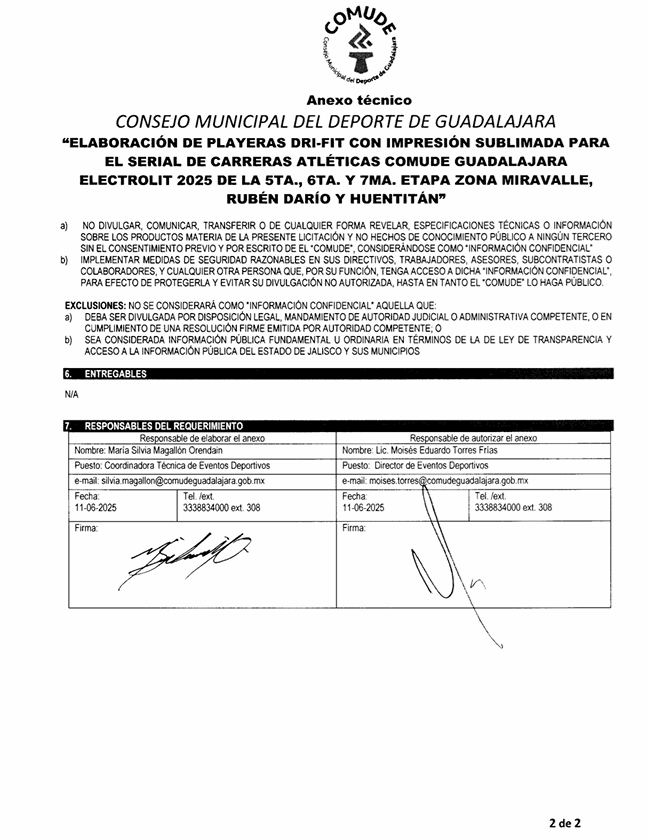 COMUDE
Consejo Municipal del Deporte de Guadalajara
Anexo técnico
CONSEJO MUNICIPAL DEL DEPORTE DE GUADALAJARA
“ELABORACIÓN DE PLAYERAS DRI-FIT CON IMPRESIÓN SUBLIMADA PARA
EL SERIAL DE CARRERAS ATLÉTICAS COMUDE GUADALAJARA
ELECTROLIT 2025 DE LA 5TA., 6TA. Y 7MA. ETAPA ZONA MIRAVALLE,
RUBÉN DARÍO Y HUENTITÁN”
a) NO DIVULGAR, COMUNICAR, TRANSFERIR O DE CUALQUIER FORMA REVELAR, ESPECIFICACIONES TÉCNICAS O INFORMACIÓN
SOBRE LOS PRODUCTOS MATERIA DE LA PRESENTE LICITACIÓN Y NO HECHOS DE CONOCIMIENTO PÚBLICO A NINGÚN TERCERO
SIN EL CONSENTIMIENTO PREVIO Y POR ESCRITO DE EL "COMUDE", CONSIDERÁNDOSE COMO "INFORMACIÓN CONFIDENCIAL"
b) IMPLEMENTAR MEDIDAS DE SEGURIDAD RAZONABLES EN SUS DIRECTIVOS, TRABAJADORES, ASESORES, SUBCONTRATISTAS O
COLABORADORES, Y CUALQUIER OTRA PERSONA QUE, POR SU FUNCIÓN, TENGA ACCESO A DICHA "INFORMACIÓN CONFIDENCIAL",
PARA EFECTO DE PROTEGERLA Y EVITAR SU DIVULGACIÓN NO AUTORIZADA, HASTA EN TANTO EL "COMUDE" LO HAGA PÚBLICO.
EXCLUSIONES: NO SE CONSIDERARÁ COMO "INFORMACIÓN CONFIDENCIAL" AQUELLA QUE:
a) DEBA SER DIVULGADA POR DISPOSICIÓN LEGAL, MANDAMIENTO DE AUTORIDAD JUDICIAL O ADMINISTRATIVA COMPETENTE, O EN
CUMPLIMIENTO DE UNA RESOLUCIÓN FIRME EMITIDA POR AUTORIDAD COMPETENTE; O
b) SEA CONSIDERADA INFORMACIÓN PÚBLICA FUNDAMENTAL U ORDINARIA EN TÉRMINOS DE LA DE LEY DE TRANSPARENCIA Y
ACCESO A LA INFORMACIÓN PÚBLICA DEL ESTADO DE JALISCO Y SUS MUNICIPIOS
6. ENTREGABLES
N/A
7. RESPONSABLES DEL REQUERIMIENTO
Responsable de elaborar el anexo Responsable de autorizar el anexo
Nombre: María Silvia Magallón Orendain Nombre: Lic. Moisés Eduardo Torres Frías
Puesto: Coordinadora Técnica de Eventos Deportivos Puesto: Director de Eventos Deportivos
e-mail: silvia.magallon@comudeguadalajara.gob.mx e-mail: moises.torres@comudeguadalajara.gob.mx
Fecha: Tel. /ext. Fecha: Tel. /ext.
11-06-2025 3338834000 ext. 308 11-06-2025 3338834000 ext. 308
Firma: Firma:
2 de 2